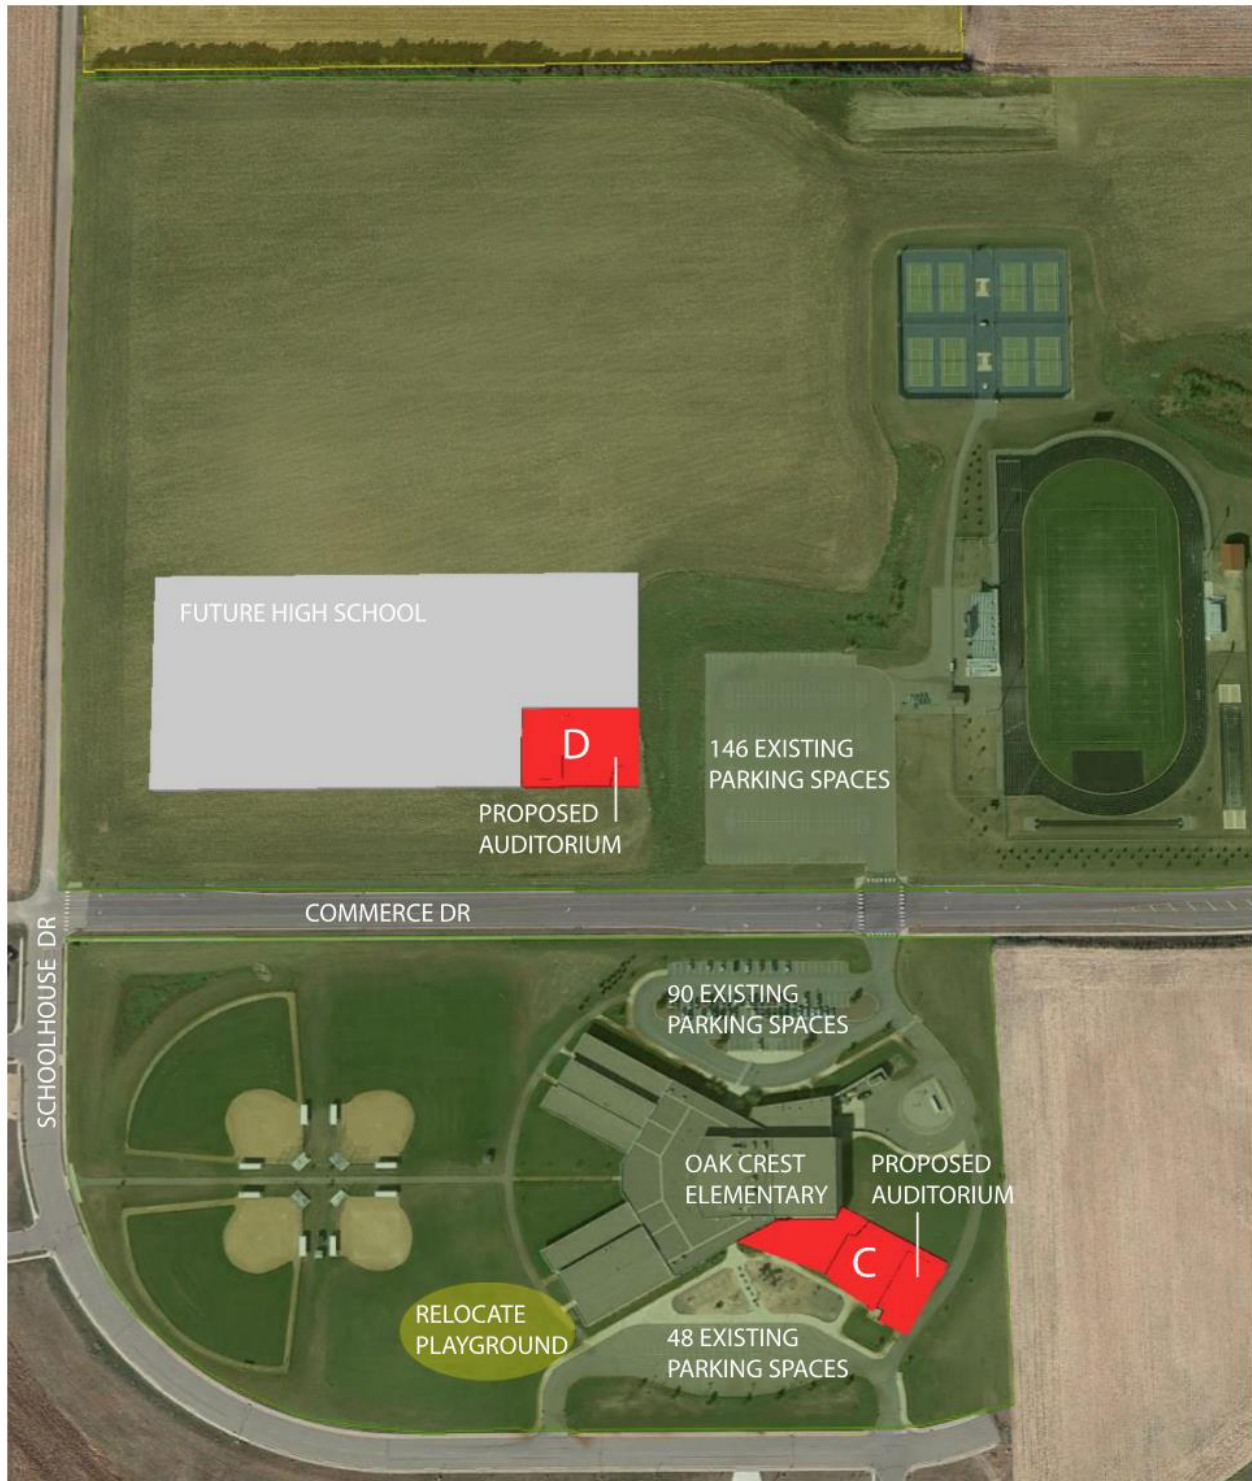 FUTURE HIGH SCHOOL
D
PROPOSED
AUDITORIUM
146 EXISTING
PARKING SPACES
COMMERCE DR
SCHOOLHOUSE DR
90 EXISTING
PARKING SPACES
OAK CREST
ELEMENTARY
PROPOSED
AUDITORIUM
C
RELOCATE
PLAYGROUND
48 EXISTING
PARKING SPACES